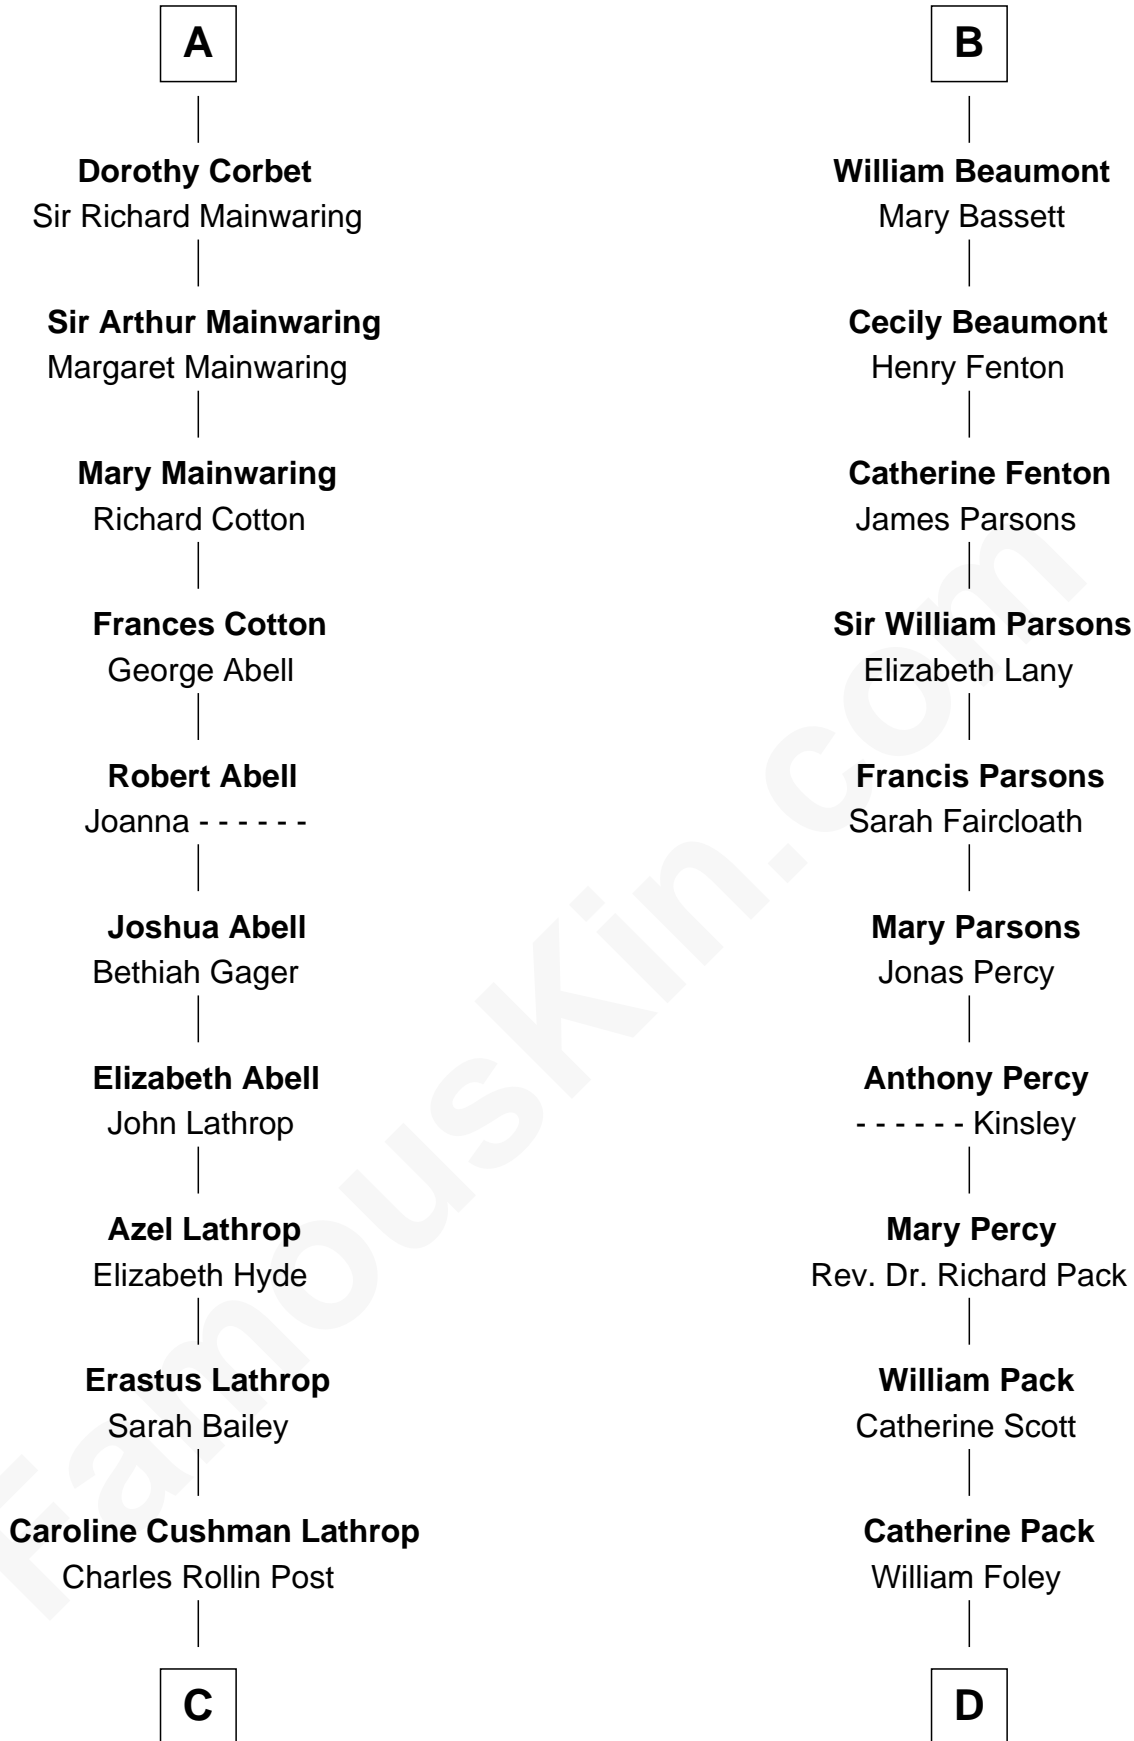 A
Dorothy Corbet
Sir Richard Mainwaring
Sir Arthur Mainwaring
Margaret Mainwaring
Mary Mainwaring
Richard Cotton
Frances Cotton
George Abell
Robert Abell
Joanna - - - - - -
Joshua Abell
Bethiah Gager
Elizabeth Abell
John Lathrop
Azel Lathrop
Elizabeth Hyde
Erastus Lathrop
Sarah Bailey
Caroline Cushman Lathrop
Charles Rollin Post
C
B
William Beaumont
Mary Bassett
Cecily Beaumont
Henry Fenton
Catherine Fenton
James Parsons
Sir William Parsons
Elizabeth Lany
Francis Parsons
Sarah Faircloath
Mary Parsons
Jonas Percy
Anthony Percy
- - - - - - Kinsley
Mary Percy
Rev. Dr. Richard Pack
William Pack
Catherine Scott
Catherine Pack
William Foley
D
FamousKin.com